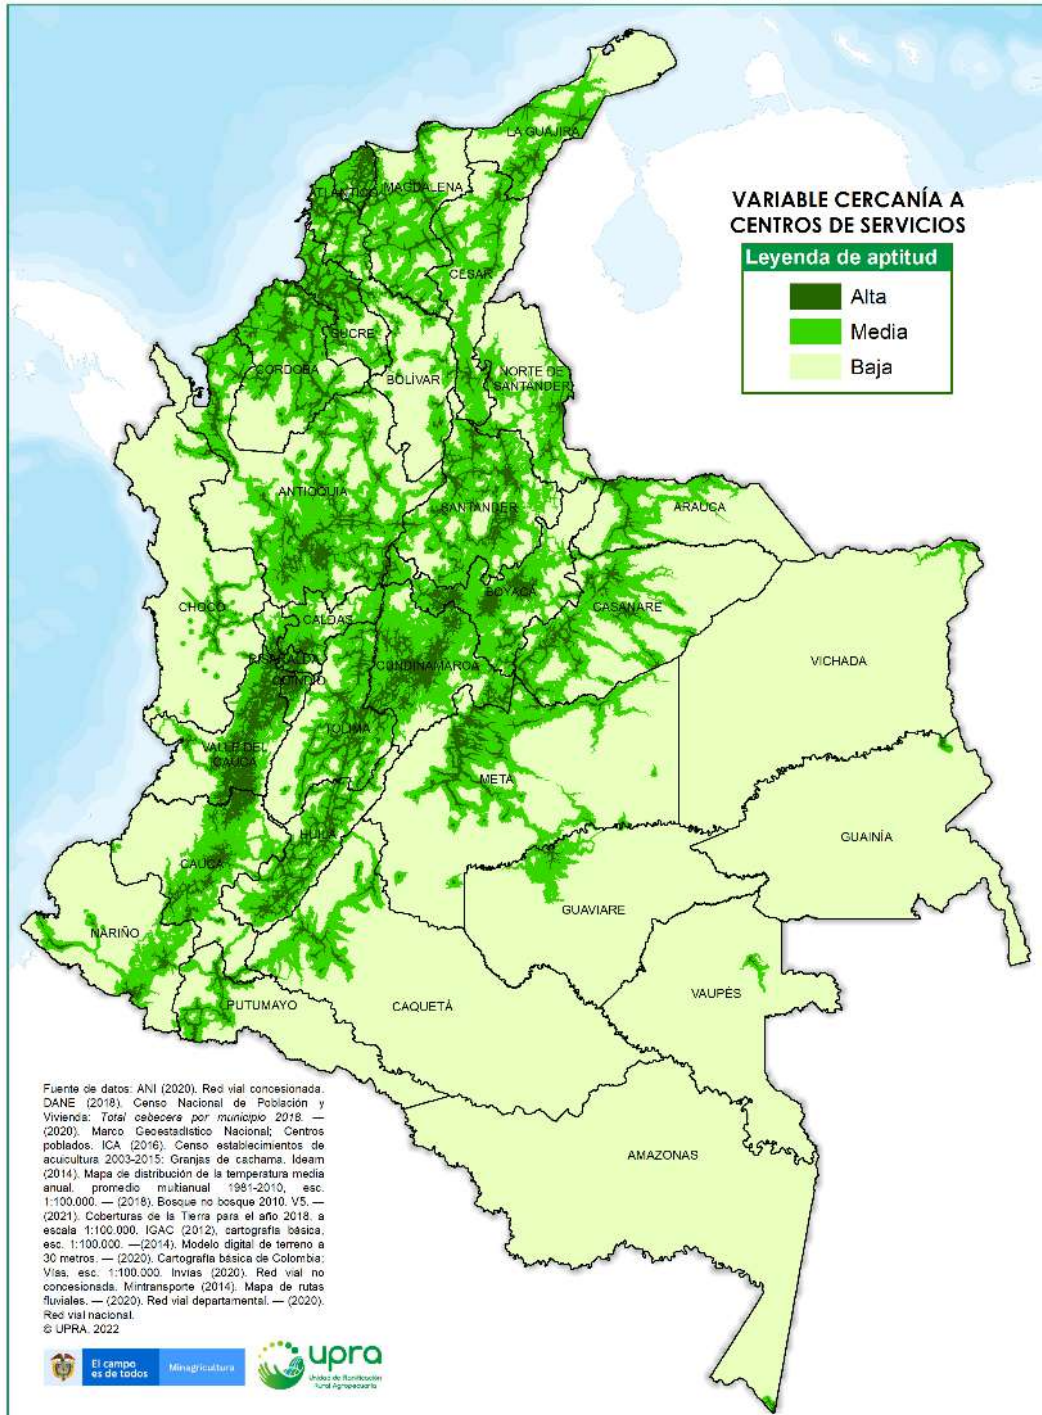 VARIABLE CERCANÍA A
CENTROS DE SERVICIOS
Leyenda de aptitud
Alta
Media
Baja
LA GUAJIRA
ATLÁNTICO
MAGDALENA
CESAR
SUCRE
CÓRDOBA
BOLÍVAR
NORTE DE
SANTANDER
ANTIOQUIA
SANTANDER
ARAUCA
CHOCÓ
BOYACÁ
CASANARE
CALDAS
RISARALDA
QUINDÍO
CUNDINAMARCA
VICHADA
TOLIMA
VALLE DEL
CAUCA
META
HUILA
GUAINÍA
CAUCA
GUAVIARE
NARIÑO
VAUPÉS
PUTUMAYO
CAQUETÁ
AMAZONAS
Fuente de datos: ANI (2020). Red vial concesionada.
DANE (2018). Censo Nacional de Población y
Vivienda: Total cabecera por municipio 2018. —
(2020). Marco Geoestadístico Nacional; Centros
poblados. ICA (2016). Censo establecimientos de
acuicultura 2003-2015: Granjas de cachama. Ideam
(2014). Mapa de distribución de la temperatura media
anual, promedio multianual 1981-2010, esc.
1:100.000. — (2018). Bosque no bosque 2010. V5. —
(2021). Coberturas de la Tierra para el año 2018, a
escala 1:100.000. IGAC (2012), cartografía básica,
esc. 1:100.000. —(2014). Modelo digital de terreno a
30 metros. — (2020). Cartografía básica de Colombia:
Vías, esc. 1:100.000. Invias (2020). Red vial no
concesionada. Mintransporte (2014). Mapa de rutas
fluviales. — (2020). Red vial departamental. — (2020).
Red vial nacional.
© UPRA, 2022
El campo
es de todos
Minagricultura
upra
Unidad de Planificación
Rural Agropecuaria